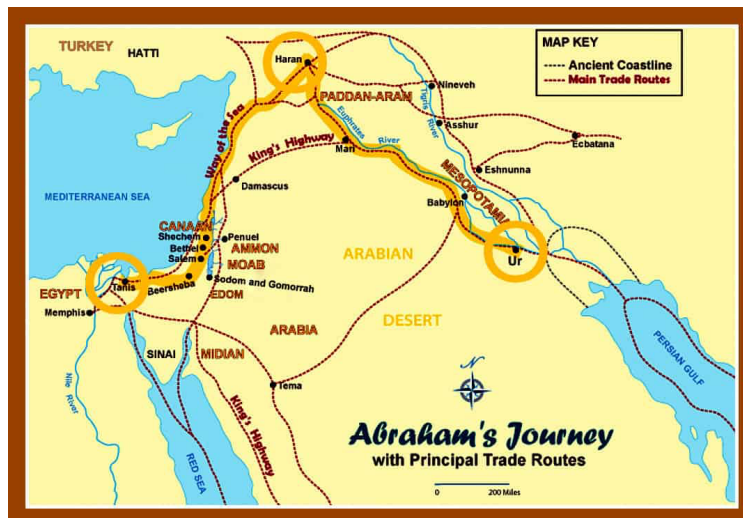 TURKEY
HATTI
Haran
PADDAN-ARAM
MAP KEY
Ancient Coastline
Main Trade Routes
Nineveh
Tigris
River
Asshur
Ecbatana
Eshnunna
Way of the Sea
King's Highway
Euphrates
River
Mari
MESOPOTAMIA
Babylon
Damascus
MEDITERRANEAN SEA
CANAAN
Shechem
Bethel
Salem
Penuel
AMMON
MOAB
Sodom and Gomorrah
EDOM
Beersheba
Tanis
EGYPT
Memphis
ARABIAN
DESERT
Ur
ARABIA
SINAI
MIDIAN
Tema
Nile River
King's Highway
RED SEA
PERSIAN GULF
N
Abraham's Journey
with Principal Trade Routes
0 200 Miles